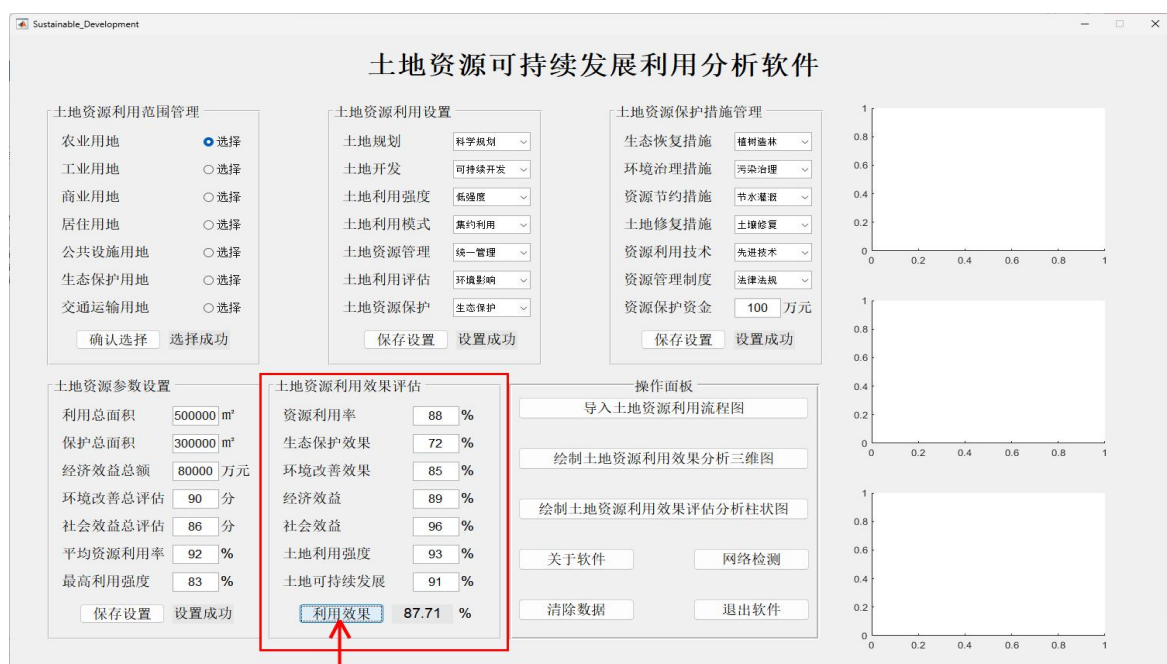 Sustainable_Development
土地资源可持续发展利用分析软件
土地资源利用范围管理
农业用地 选择
工业用地 选择
商业用地 选择
居住用地 选择
公共设施用地 选择
生态保护用地 选择
交通运输用地 选择
确认选择 选择成功
土地资源利用设置
土地规划 科学规划
土地开发 可持续开发
土地利用强度 低强度
土地利用模式 集约利用
土地资源管理 统一管理
土地利用评估 环境影响
土地资源保护 生态保护
保存设置 设置成功
土地资源保护措施管理
生态恢复措施 植树造林
环境治理措施 污染治理
资源节约措施 节水灌溉
土地修复措施 土壤修复
资源利用技术 先进技术
资源管理制度 法律法规
资源保护资金 100 万元
保存设置 设置成功
1
0.8
0.6
0.4
0.2
0
0 0.2 0.4 0.6 0.8 1
土地资源参数设置
利用总面积 500000 m²
保护总面积 300000 m²
经济效益总额 80000 万元
环境改善总评估 90 分
社会效益总评估 86 分
平均资源利用率 92 %
最高利用强度 83 %
保存设置 设置成功
土地资源利用效果评估
资源利用率 88 %
生态保护效果 72 %
环境改善效果 85 %
经济效益 89 %
社会效益 96 %
土地利用强度 93 %
土地可持续发展 91 %
利用效果 87.71 %
操作面板
导入土地资源利用流程图
绘制土地资源利用效果分析三维图
绘制土地资源利用效果评估分析柱状图
关于软件 网络检测
清除数据 退出软件
1
0.8
0.6
0.4
0.2
0
0 0.2 0.4 0.6 0.8 1
1
0.8
0.6
0.4
0.2
0
0 0.2 0.4 0.6 0.8 1